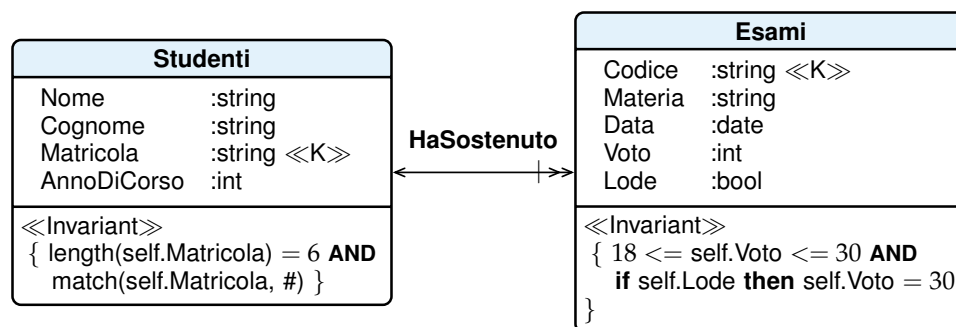 Studenti
Nome :string
Cognome :string
Matricola :string ≪K≫
AnnoDiCorso :int
≪Invariant≫
{ length(self.Matricola) = 6 AND
match(self.Matricola, #) }
HaSostenuto
Esami
Codice :string ≪K≫
Materia :string
Data :date
Voto :int
Lode :bool
≪Invariant≫
{ 18 <= self.Voto <= 30 AND
if self.Lode then self.Voto = 30
}